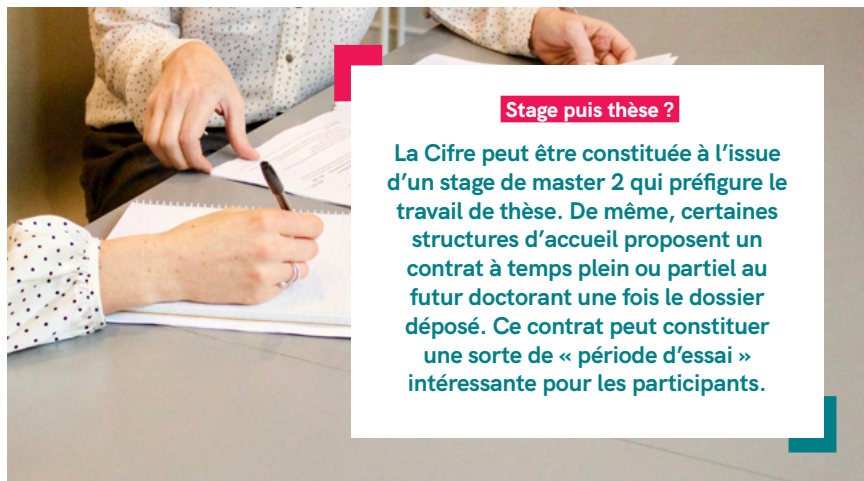 Stage puis thèse ?
La Cifre peut être constituée à l’issue
d’un stage de master 2 qui préfigure le
travail de thèse. De même, certaines
structures d’accueil proposent un
contrat à temps plein ou partiel au
futur doctorant une fois le dossier
déposé. Ce contrat peut constituer
une sorte de « période d’essai »
intéressante pour les participants.